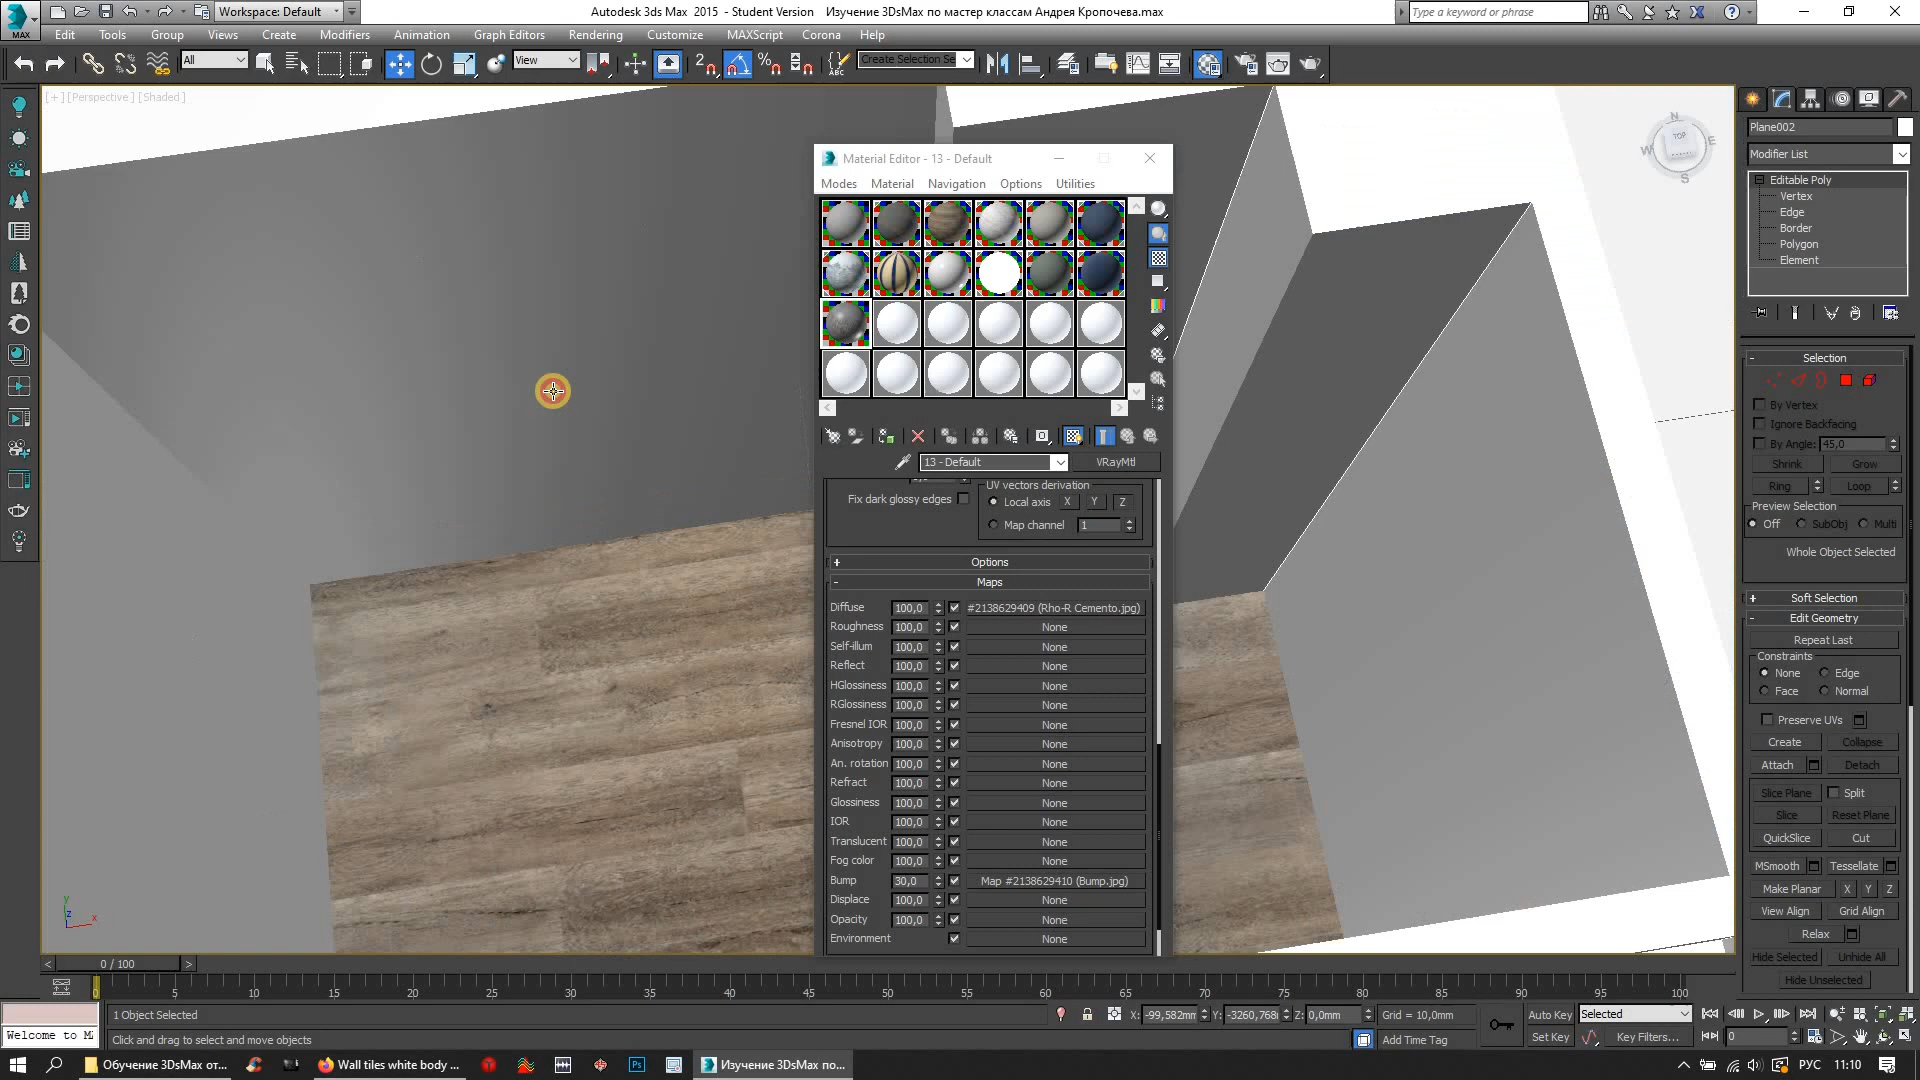 Workspace: Default
Autodesk 3ds Max 2015 - Student Version Изучение 3DsMax по мастер классам Андрея Кропочева.max
Type a keyword or phrase
MAX
Edit Tools Group Views Create Modifiers Animation Graph Editors Rendering Customize MAXScript Corona Help
All
View
Create Selection Se
[+] [Perspective] [Shaded]
Material Editor - 13 - Default
Modes Material Navigation Options Utilities
13 - Default
VRayMtl
Fix dark glossy edges
UV vectors derivation
Local axis X Y Z
Map channel 1
+ Options
- Maps
Diffuse 100,0 #2138629409 (Rho-R Cemento.jpg)
Roughness 100,0 None
Self-illum 100,0 None
Reflect 100,0 None
HGlossiness 100,0 None
RGlossiness 100,0 None
Fresnel IOR 100,0 None
Anisotropy 100,0 None
An. rotation 100,0 None
Refract 100,0 None
Glossiness 100,0 None
IOR 100,0 None
Translucent 100,0 None
Fog color 100,0 None
Bump 30,0 Map #2138629410 (Bump.jpg)
Displace 100,0 None
Opacity 100,0 None
Environment None
N
E
S
W
TOP
Plane002
Modifier List
Editable Poly
Vertex
Edge
Border
Polygon
Element
- Selection
By Vertex
Ignore Backfacing
By Angle: 45,0
Shrink Grow
Ring Loop
Preview Selection
Off SubObj Multi
Whole Object Selected
+ Soft Selection
- Edit Geometry
Repeat Last
Constraints
None Edge
Face Normal
Preserve UVs
Create Collapse
Attach Detach
Slice Plane Split
Slice Reset Plane
QuickSlice Cut
MSmooth Tessellate
Make Planar X Y Z
View Align Grid Align
Relax
Hide Selected Unhide All
Hide Unselected
y
z
x
< 0 / 100 >
0 5 10 15 20 25 30 35 40 45 50 55 60 65 70 75 80 85 90 95 100
1 Object Selected
X: -99,582mm Y: -3260,768 Z: 0,0mm Grid = 10,0mm
Auto Key Selected
Welcome to M
Click and drag to select and move objects
Add Time Tag
Set Key Key Filters... 0
Обучение 3DsMax от...
Wall tiles white body ...
Ps
Изучение 3DsMax по...
РУС
11:10